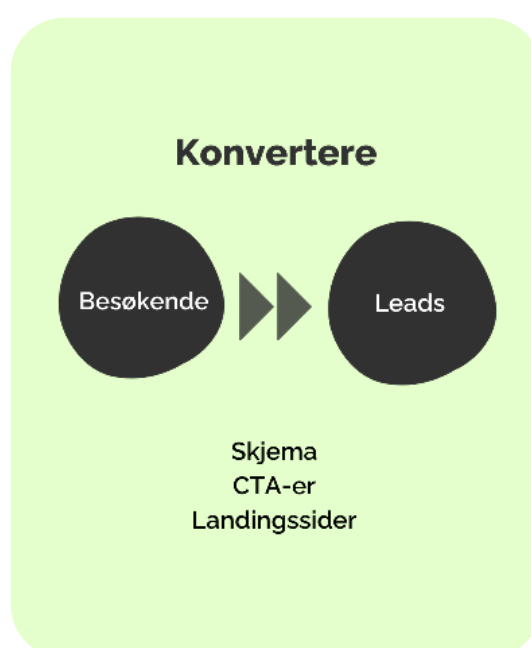 Konvertere
Besøkende
Leads
Skjema
CTA-er
Landingssider